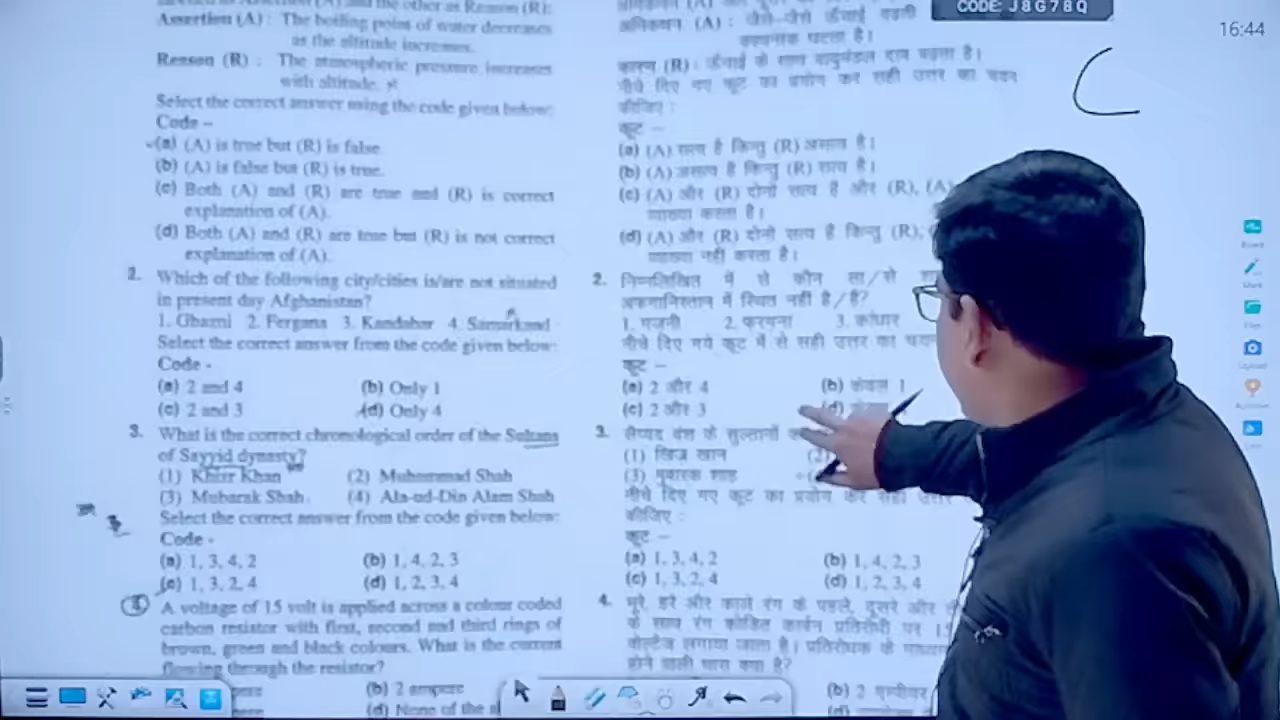 CODE: J8G78Q
16:44
Assertion (A) : The boiling point of water decreases
as the altitude increases.
Reason (R) : The atmospheric pressure increases
with altitude.
Select the correct answer using the code given below:
Code –
(a) (A) is true but (R) is false.
(b) (A) is false but (R) is true.
(c) Both (A) and (R) are true and (R) is correct
explanation of (A).
(d) Both (A) and (R) are true but (R) is not correct
explanation of (A).
2. Which of the following city/cities is/are not situated
in present day Afghanistan?
1. Ghazni 2. Fergana 3. Kandahar 4. Samarkand
Select the correct answer from the code given below:
Code -
(a) 2 and 4 (b) Only 1
(c) 2 and 3 (d) Only 4
3. What is the correct chronological order of the Sultans
of Sayyid dynasty?
(1) Khizr Khan (2) Muhammad Shah
(3) Mubarak Shah (4) Ala-ud-Din Alam Shah
Select the correct answer from the code given below:
Code -
(a) 1, 3, 4, 2 (b) 1, 4, 2, 3
(c) 1, 3, 2, 4 (d) 1, 2, 3, 4
4. A voltage of 15 volt is applied across a colour coded
carbon resistor with first, second and third rings of
brown, green and black colours. What is the current
flowing through the resistor?
(b) 2 ampere
(d) None of the
अभिकथन (A) : जैसे-जैसे ऊँचाई बढ़ती
क्वथनांक घटता है।
कारण (R) : ऊँचाई के साथ वायुमंडल दाब बढ़ता है।
नीचे दिए गए कूट का प्रयोग कर सही उत्तर का चयन
कीजिए :
कूट –
(a) (A) सत्य है किन्तु (R) असत्य है।
(b) (A) असत्य है किन्तु (R) सत्य है।
(c) (A) और (R) दोनों सत्य है और (R), (A)
व्याख्या करता है।
(d) (A) और (R) दोनों सत्य है किन्तु (R),
व्याख्या नहीं करता है।
2. निम्नलिखित में से कौन सा/से
अफगानिस्तान में स्थित नहीं है/हैं?
1. गजनी 2. फरगना 3. कांधार
नीचे दिए गये कूट में से सही उत्तर का चयन
कूट –
(a) 2 और 4 (b) केवल 1
(c) 2 और 3 (d)
3. सैय्यद वंश के सुल्तानों
(1) खिज्र खान (2)
(3) मुबारक शाह
नीचे दिए गए कूट का प्रयोग कर सही उत्तर
कीजिए :
कूट –
(a) 1, 3, 4, 2 (b) 1, 4, 2, 3
(c) 1, 3, 2, 4 (d) 1, 2, 3, 4
4. भूरे, हरे और काले रंग के पहले, दूसरे और
के साथ रंग कोडित कार्बन प्रतिरोधी पर
वोल्टेज लगाया जाता है। प्रतिरोधक के माध्यम
होने वाली धारा क्या है?
(b) 2 एम्पीयर